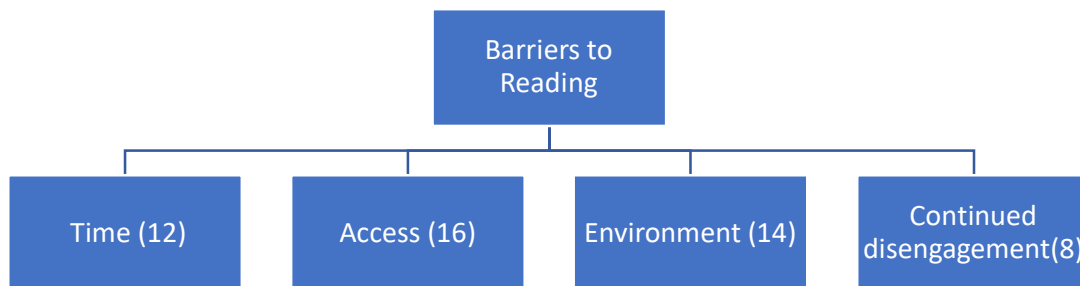 Barriers to
Reading
Time (12)
Access (16)
Environment (14)
Continued
disengagement(8)